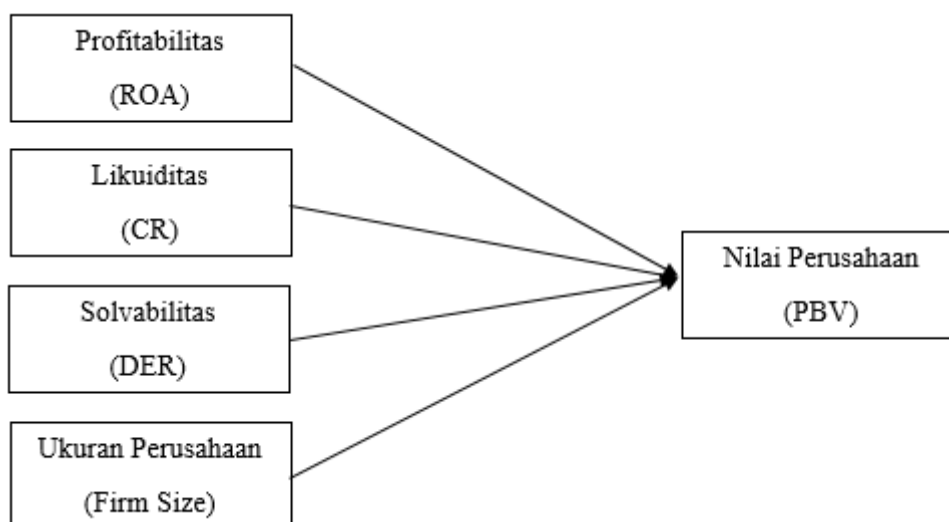 Profitabilitas
(ROA)
Likuiditas
(CR)
Solvabilitas
(DER)
Ukuran Perusahaan
(Firm Size)
Nilai Perusahaan
(PBV)